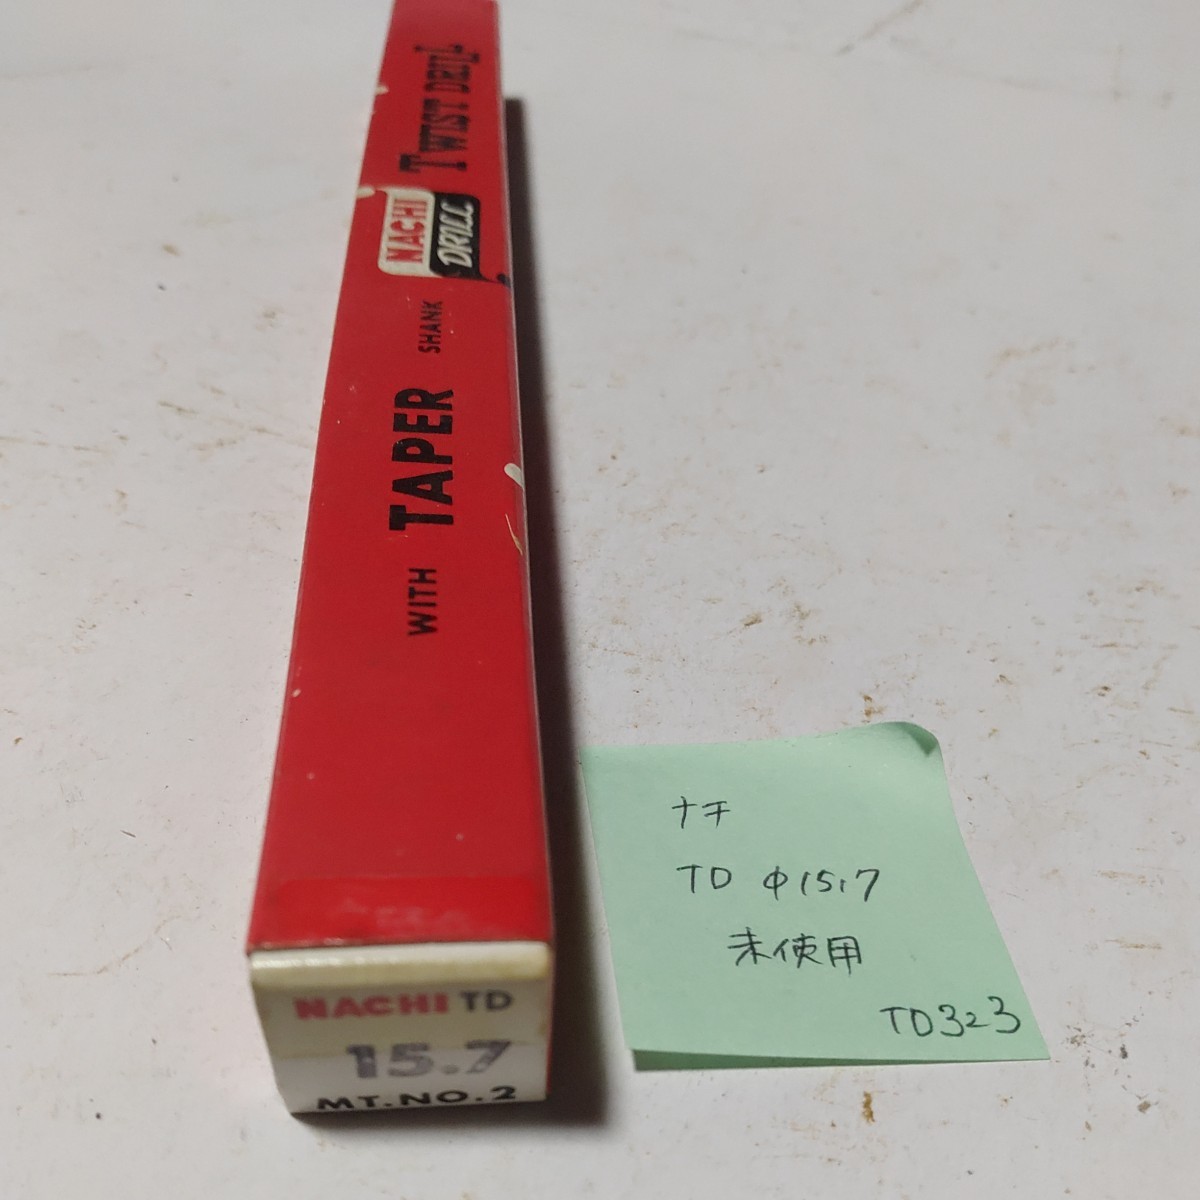 WITH TAPER SHANK
NACHI
DRILL
TWIST DRILL
NACHI TD
15.7
MT.NO.2
ナチ
TD φ15.7
未使用
TD323